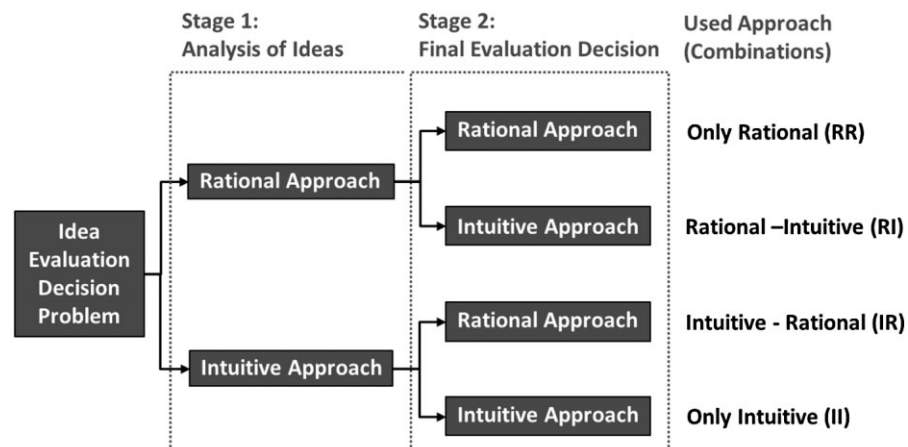 Stage 1:
Analysis of Ideas
Stage 2:
Final Evaluation Decision
Used Approach
(Combinations)
Idea
Evaluation
Decision
Problem
Rational Approach
Intuitive Approach
Rational Approach
Intuitive Approach
Rational Approach
Intuitive Approach
Only Rational (RR)
Rational –Intuitive (RI)
Intuitive - Rational (IR)
Only Intuitive (II)